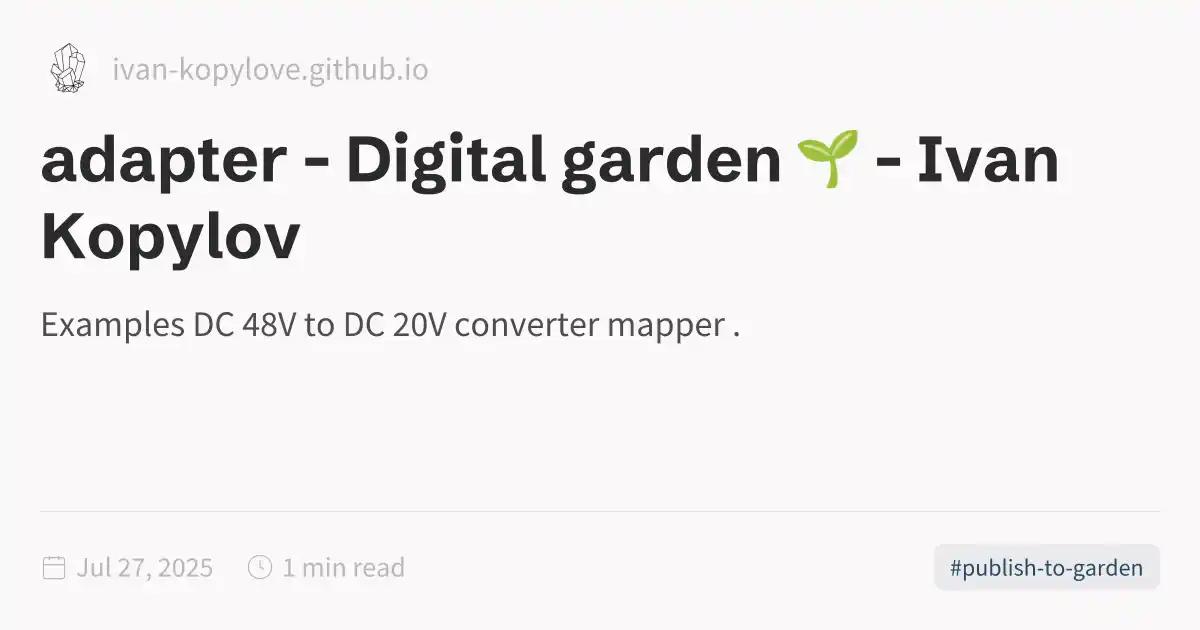 ivan-kopylove.github.io
adapter - Digital garden 🌱 - Ivan
Kopylov
Examples DC 48V to DC 20V converter mapper .
Jul 27, 2025 1 min read #publish-to-garden